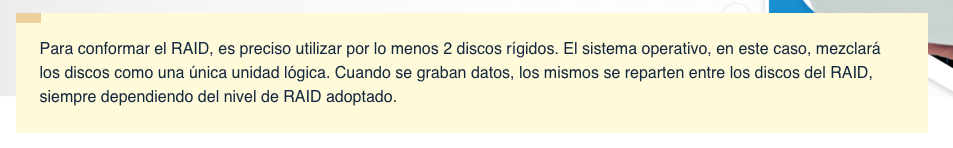 Para conformar el RAID, es preciso utilizar por lo menos 2 discos rígidos. El sistema operativo, en este caso, mezclará
los discos como una única unidad lógica. Cuando se graban datos, los mismos se reparten entre los discos del RAID,
siempre dependiendo del nivel de RAID adoptado.